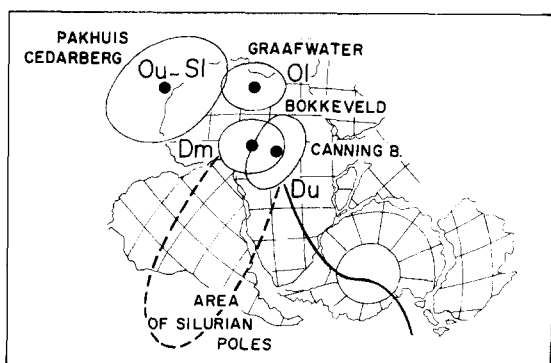 PAKHUIS
CEDARBERG
GRAAFWATER
Ou-Sl
Ol
BOKKEVELD
Dm
CANNING B.
Du
AREA
OF SILURIAN
POLES